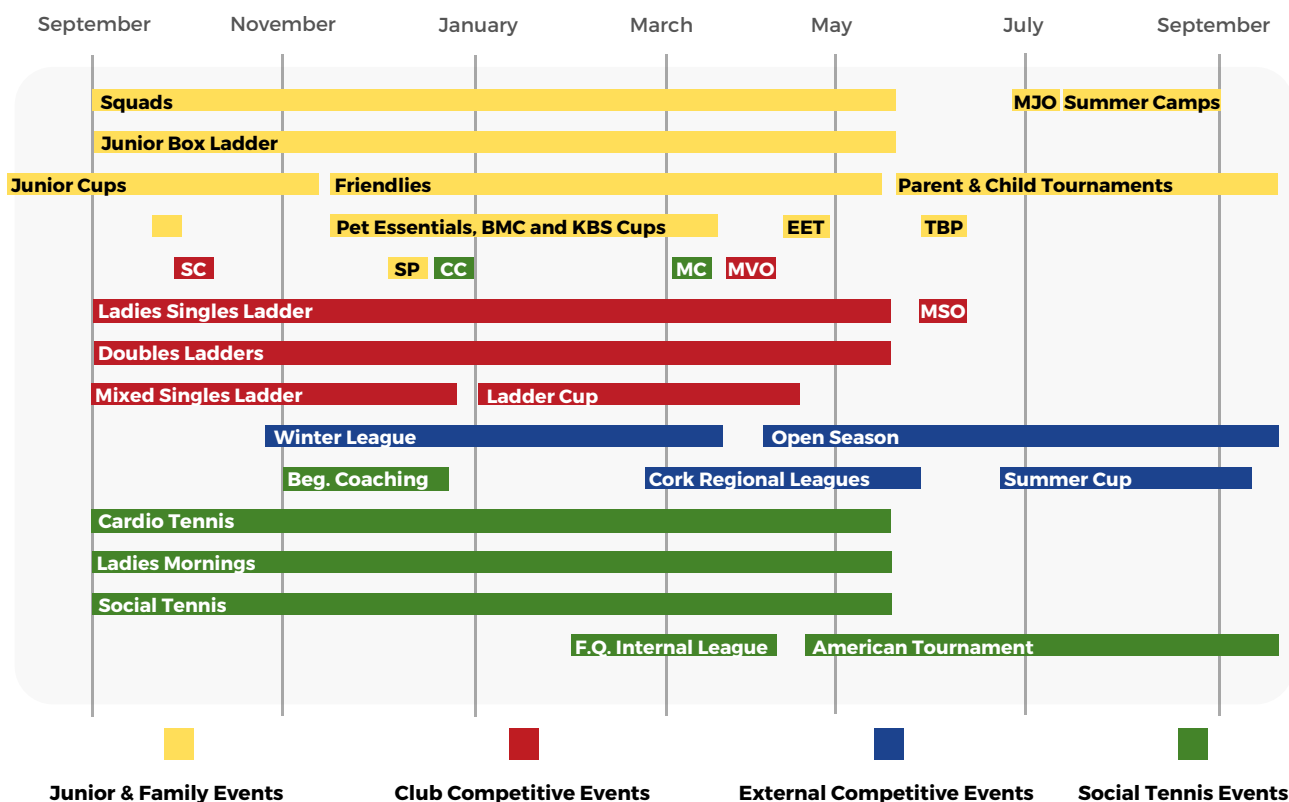 September November January March May July September
Squads MJO Summer Camps
Junior Box Ladder
Junior Cups Friendlies Parent & Child Tournaments
Pet Essentials, BMC and KBS Cups EET TBP
SC SP CC MC MVO
Ladies Singles Ladder MSO
Doubles Ladders
Mixed Singles Ladder Ladder Cup
Winter League Open Season
Beg. Coaching Cork Regional Leagues Summer Cup
Cardio Tennis
Ladies Mornings
Social Tennis
F.Q. Internal League American Tournament
Junior & Family Events Club Competitive Events External Competitive Events Social Tennis Events